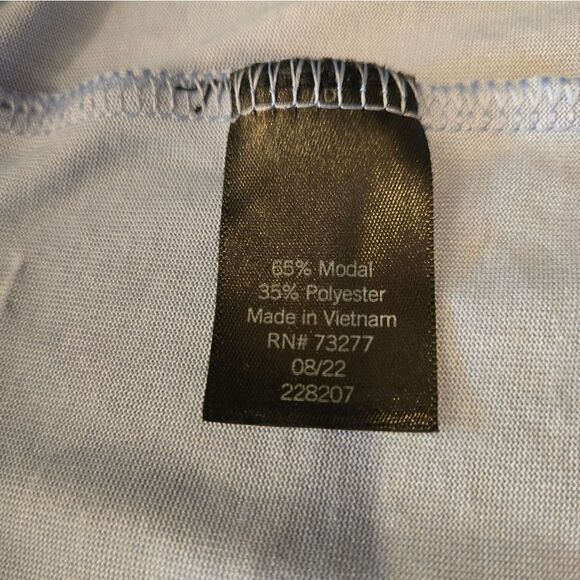 65% Modal
35% Polyester
Made in Vietnam
RN# 73277
08/22
228207